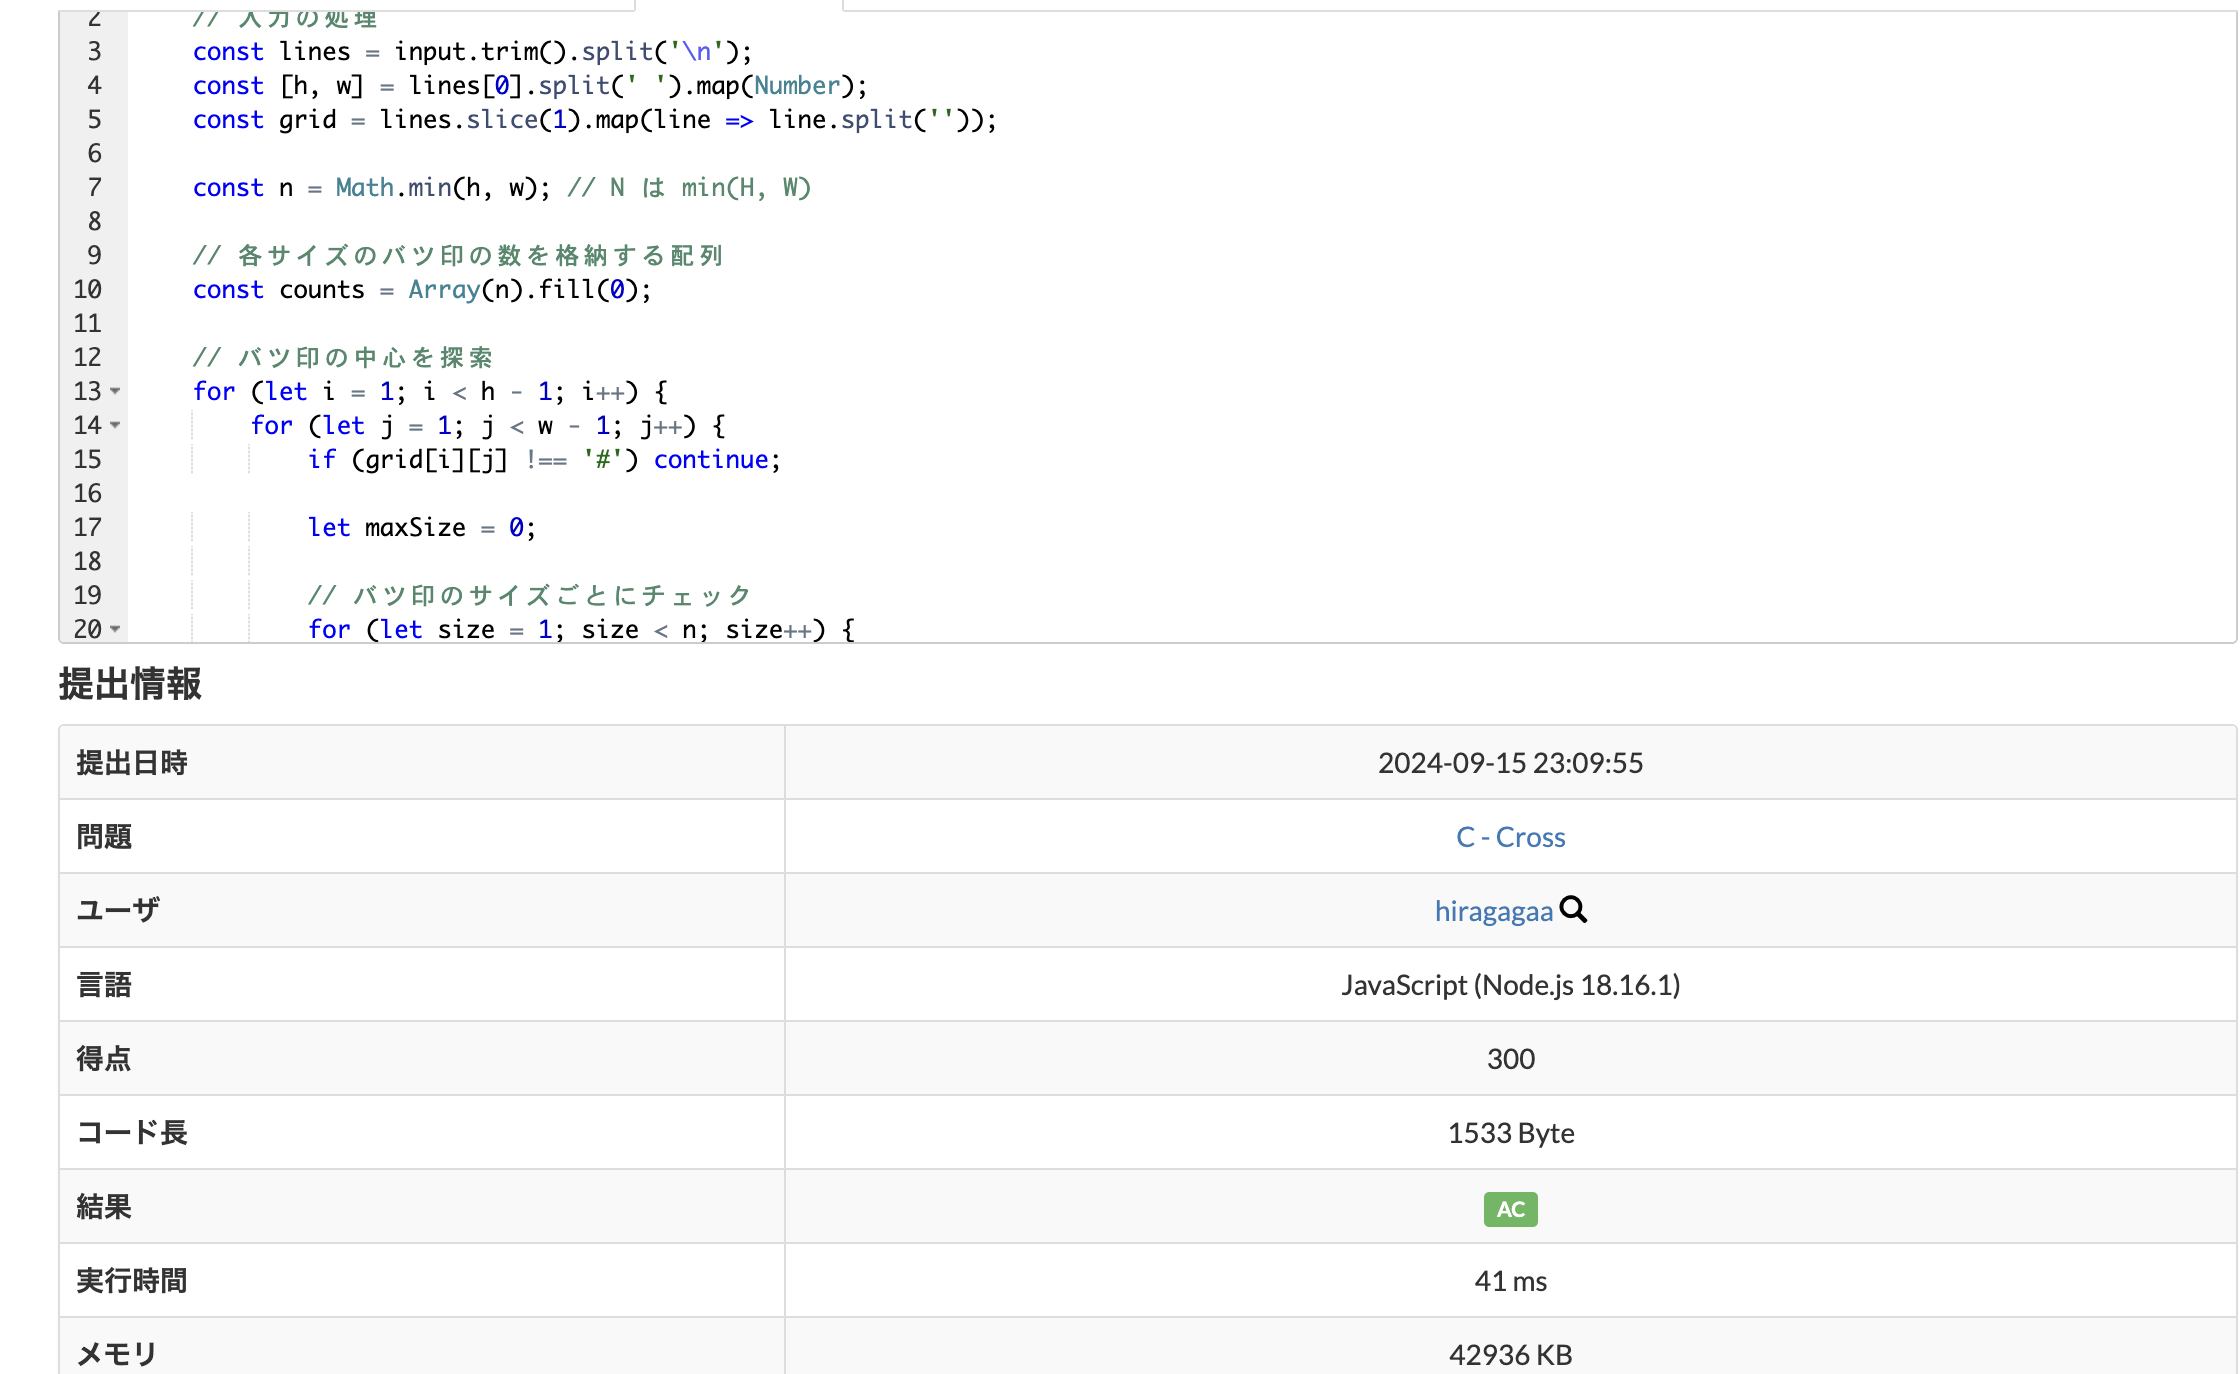 2 // 入力の処理
3 const lines = input.trim().split('\n');
4 const [h, w] = lines[0].split(' ').map(Number);
5 const grid = lines.slice(1).map(line => line.split(''));
6
7 const n = Math.min(h, w); // N は min(H, W)
8
9 // 各サイズのバツ印の数を格納する配列
10 const counts = Array(n).fill(0);
11
12 // バツ印の中心を探索
13 for (let i = 1; i < h - 1; i++) {
14 for (let j = 1; j < w - 1; j++) {
15 if (grid[i][j] !== '#') continue;
16
17 let maxSize = 0;
18
19 // バツ印のサイズごとにチェック
20 for (let size = 1; size < n; size++) {
提出情報
提出日時 2024-09-15 23:09:55
問題 C - Cross
ユーザ hiragagaa
言語 JavaScript (Node.js 18.16.1)
得点 300
コード長 1533 Byte
結果 AC
実行時間 41 ms
メモリ 42936 KB